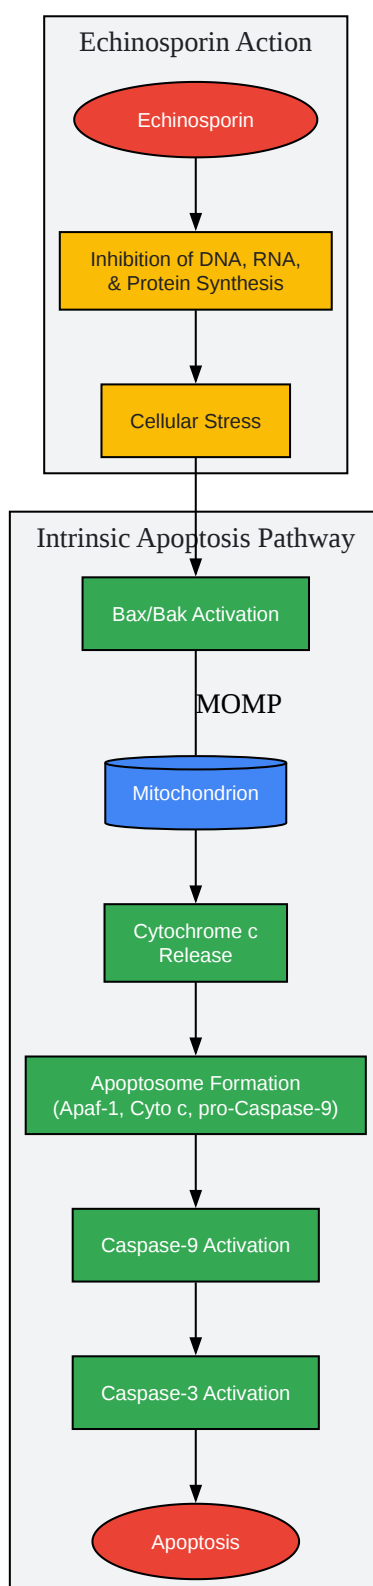 Echinosporin Action
Echinosporin
Inhibition of DNA, RNA,
& Protein Synthesis
Cellular Stress
Intrinsic Apoptosis Pathway
Bax/Bak Activation
MOMP
Mitochondrion
Cytochrome c
Release
Apoptosome Formation
(Apaf-1, Cyto c, pro-Caspase-9)
Caspase-9 Activation
Caspase-3 Activation
Apoptosis